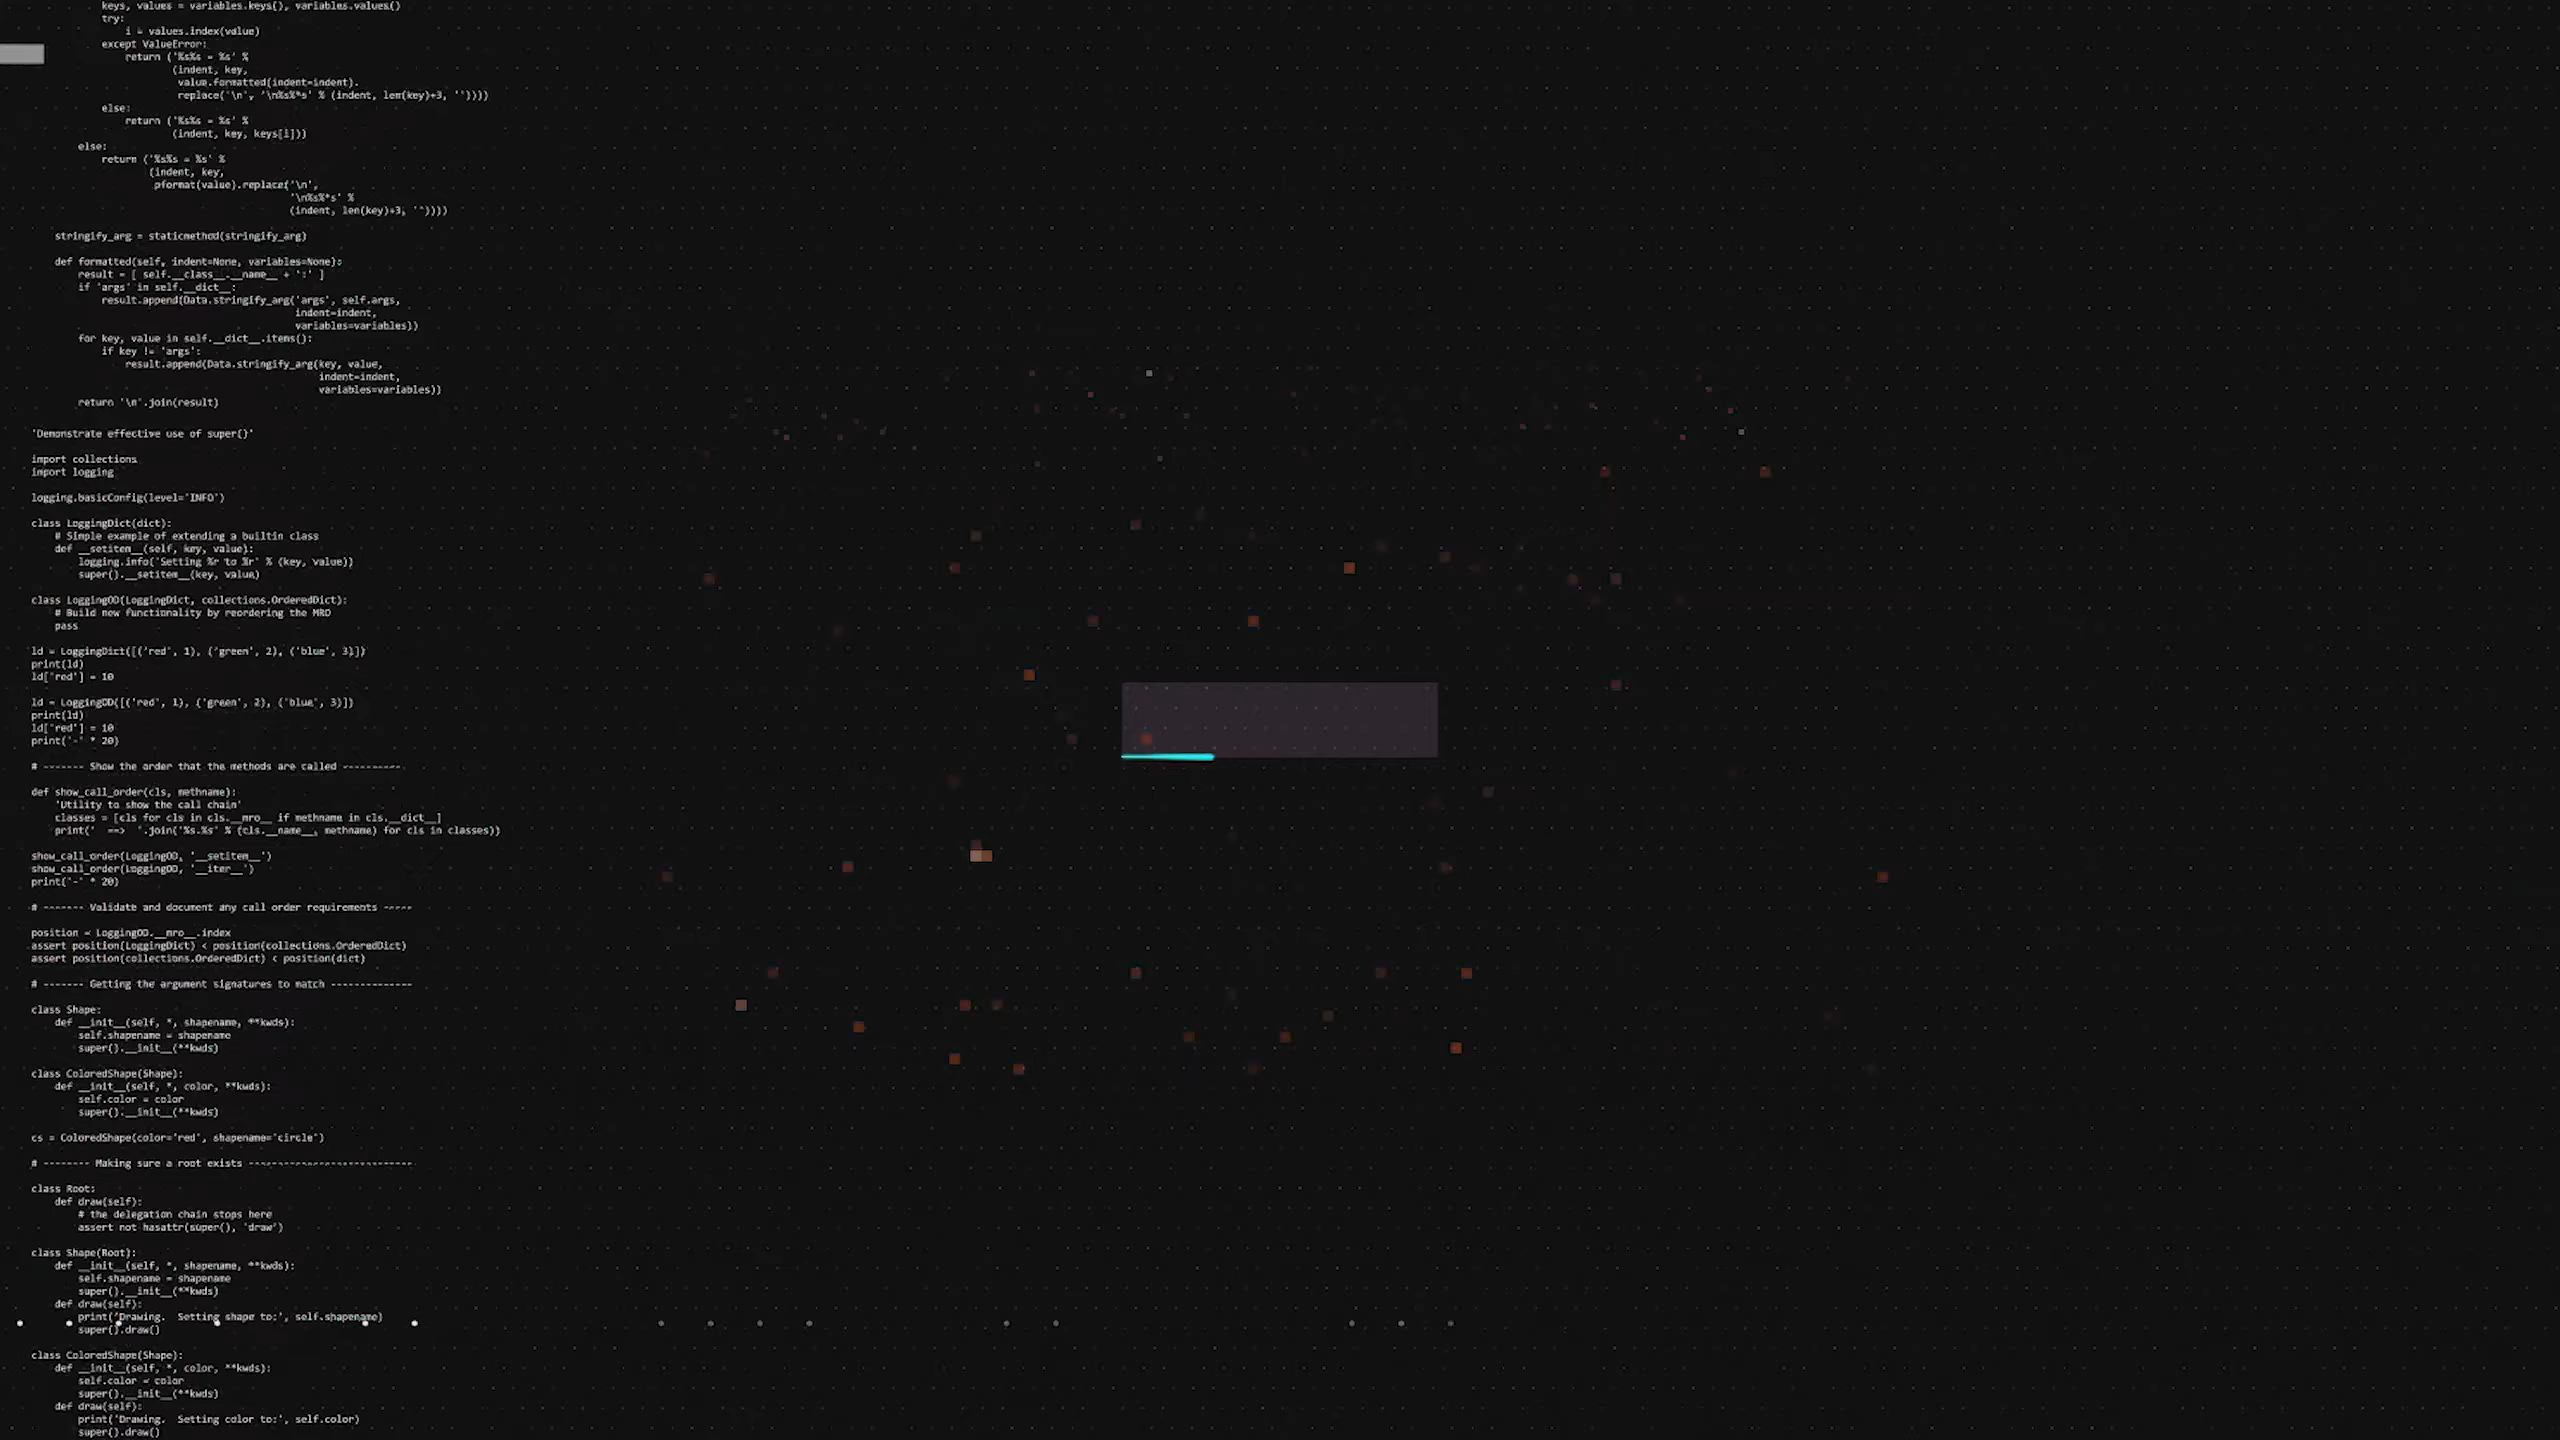 keys, values = variables.keys(), variables.values()
try:
i = values.index(value)
except ValueError:
return ('%s%s = %s' %
(indent, key,
value.formatted(indent=indent).
replace('\n', '\n%s%*s' % (indent, len(key)+3, ''))))
else:
return ('%s%s = %s' %
(indent, key, keys[i]))
else:
return ('%s%s = %s' %
(indent, key,
pformat(value).replace('\n',
'\n%s%*s' %
(indent, len(key)+3, ''))))
stringify_arg = staticmethod(stringify_arg)
def formatted(self, indent=None, variables=None):
result = [ self.__class__.__name__ + ':' ]
if 'args' in self.__dict__:
result.append(Data.stringify_arg('args', self.args,
indent=indent,
variables=variables))
for key, value in self.__dict__.items():
if key != 'args':
result.append(Data.stringify_arg(key, value,
indent=indent,
variables=variables))
return '\n'.join(result)
'Demonstrate effective use of super()'
import collections
import logging
logging.basicConfig(level='INFO')
class LoggingDict(dict):
# Simple example of extending a builtin class
def __setitem__(self, key, value):
logging.info('Setting %r to %r' % (key, value))
super().__setitem__(key, value)
class LoggingOD(LoggingDict, collections.OrderedDict):
# Build new functionality by reordering the MRO
pass
ld = LoggingDict([('red', 1), ('green', 2), ('blue', 3)])
print(ld)
ld['red'] = 10
ld = LoggingOD([('red', 1), ('green', 2), ('blue', 3)])
print(ld)
ld['red'] = 10
print('-' * 20)
# ------- Show the order that the methods are called ----------
def show_call_order(cls, methname):
'Utility to show the call chain'
classes = [cls for cls in cls.__mro__ if methname in cls.__dict__]
print('  ==>  '.join('%s.%s' % (cls.__name__, methname) for cls in classes))
show_call_order(LoggingOD, '__setitem__')
show_call_order(LoggingOD, '__iter__')
print('-' * 20)
# ------- Validate and document any call order requirements -----
position = LoggingOD.__mro__.index
assert position(LoggingDict) < position(collections.OrderedDict)
assert position(collections.OrderedDict) < position(dict)
# ------- Getting the argument signatures to match --------------
class Shape:
def __init__(self, *, shapename, **kwds):
self.shapename = shapename
super().__init__(**kwds)
class ColoredShape(Shape):
def __init__(self, *, color, **kwds):
self.color = color
super().__init__(**kwds)
cs = ColoredShape(color='red', shapename='circle')
# -------- Making sure a root exists ----------------------------
class Root:
def draw(self):
# the delegation chain stops here
assert not hasattr(super(), 'draw')
class Shape(Root):
def __init__(self, *, shapename, **kwds):
self.shapename = shapename
super().__init__(**kwds)
def draw(self):
print('Drawing.  Setting shape to:', self.shapename)
super().draw()
class ColoredShape(Shape):
def __init__(self, *, color, **kwds):
self.color = color
super().__init__(**kwds)
def draw(self):
print('Drawing.  Setting color to:', self.color)
super().draw()